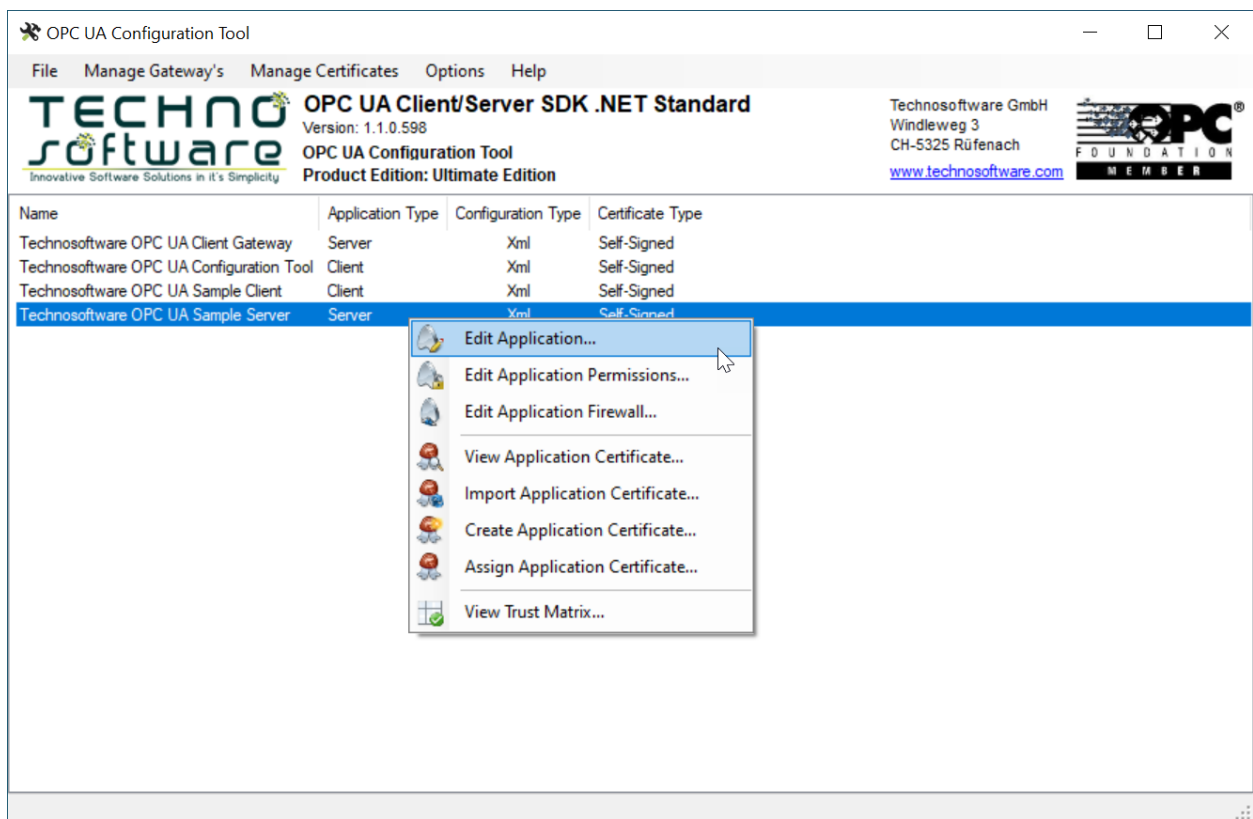 OPC UA Configuration Tool
File Manage Gateway's Manage Certificates Options Help
TECHNO
software
Innovative Software Solutions in it's Simplicity
OPC UA Client/Server SDK .NET Standard
Version: 1.1.0.598
OPC UA Configuration Tool
Product Edition: Ultimate Edition
Technosoftware GmbH
Windleweg 3
CH-5325 Rüfenach
www.technosoftware.com
OPC®
FOUNDATION
MEMBER
Name Application Type Configuration Type Certificate Type
Technosoftware OPC UA Client Gateway Server Xml Self-Signed
Technosoftware OPC UA Configuration Tool Client Xml Self-Signed
Technosoftware OPC UA Sample Client Client Xml Self-Signed
Technosoftware OPC UA Sample Server Server Xml Self-Signed
Edit Application...
Edit Application Permissions...
Edit Application Firewall...
View Application Certificate...
Import Application Certificate...
Create Application Certificate...
Assign Application Certificate...
View Trust Matrix...